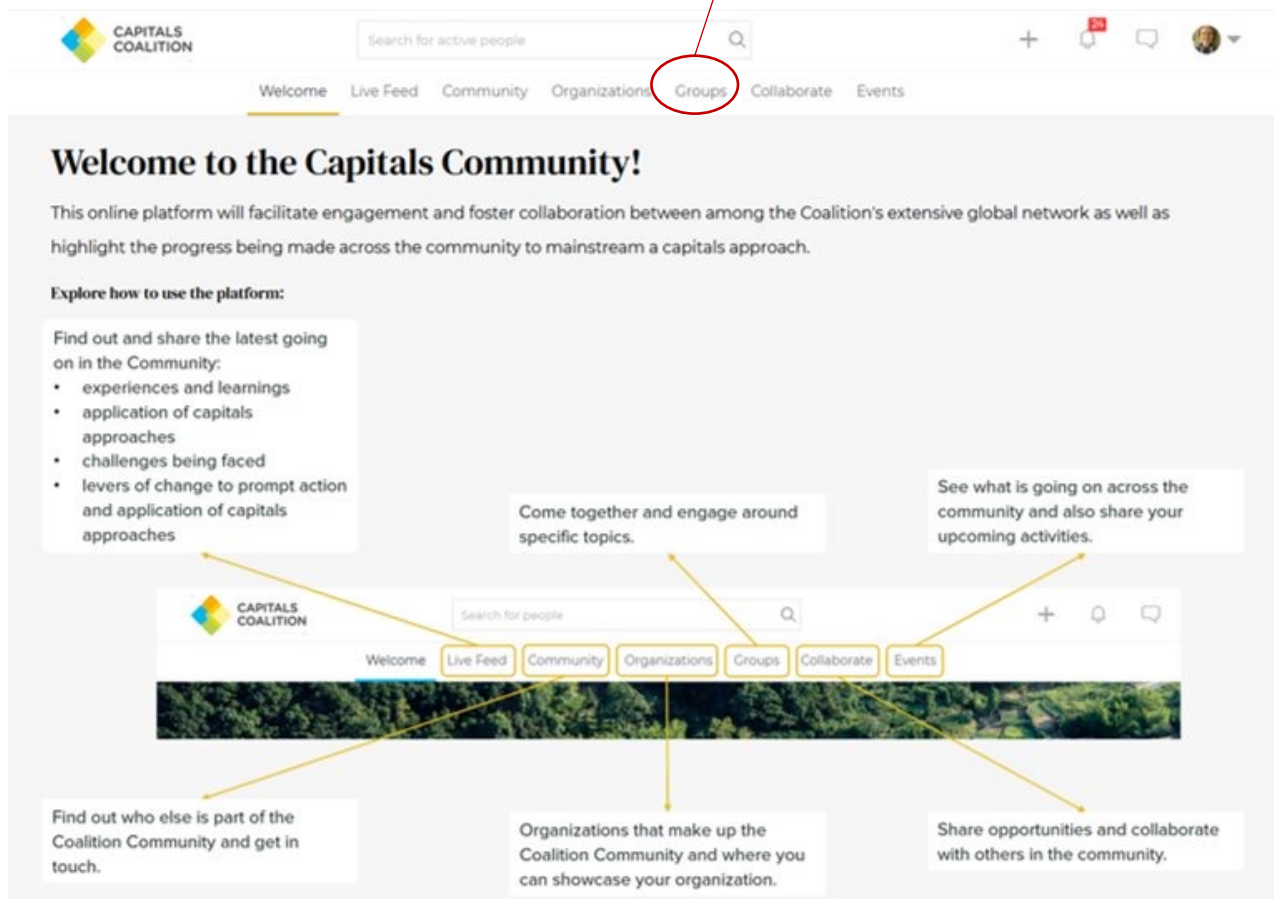 CAPITALS
COALITION
Search for active people
24
Welcome Live Feed Community Organizations Groups Collaborate Events
Welcome to the Capitals Community!
This online platform will facilitate engagement and foster collaboration between among the Coalition's extensive global network as well as
highlight the progress being made across the community to mainstream a capitals approach.
Explore how to use the platform:
Find out and share the latest going
on in the Community:
• experiences and learnings
• application of capitals
approaches
• challenges being faced
• levers of change to prompt action
and application of capitals
approaches
Come together and engage around
specific topics.
See what is going on across the
community and also share your
upcoming activities.
CAPITALS
COALITION
Search for people
Welcome Live Feed Community Organizations Groups Collaborate Events
Find out who else is part of the
Coalition Community and get in
touch.
Organizations that make up the
Coalition Community and where you
can showcase your organization.
Share opportunities and collaborate
with others in the community.